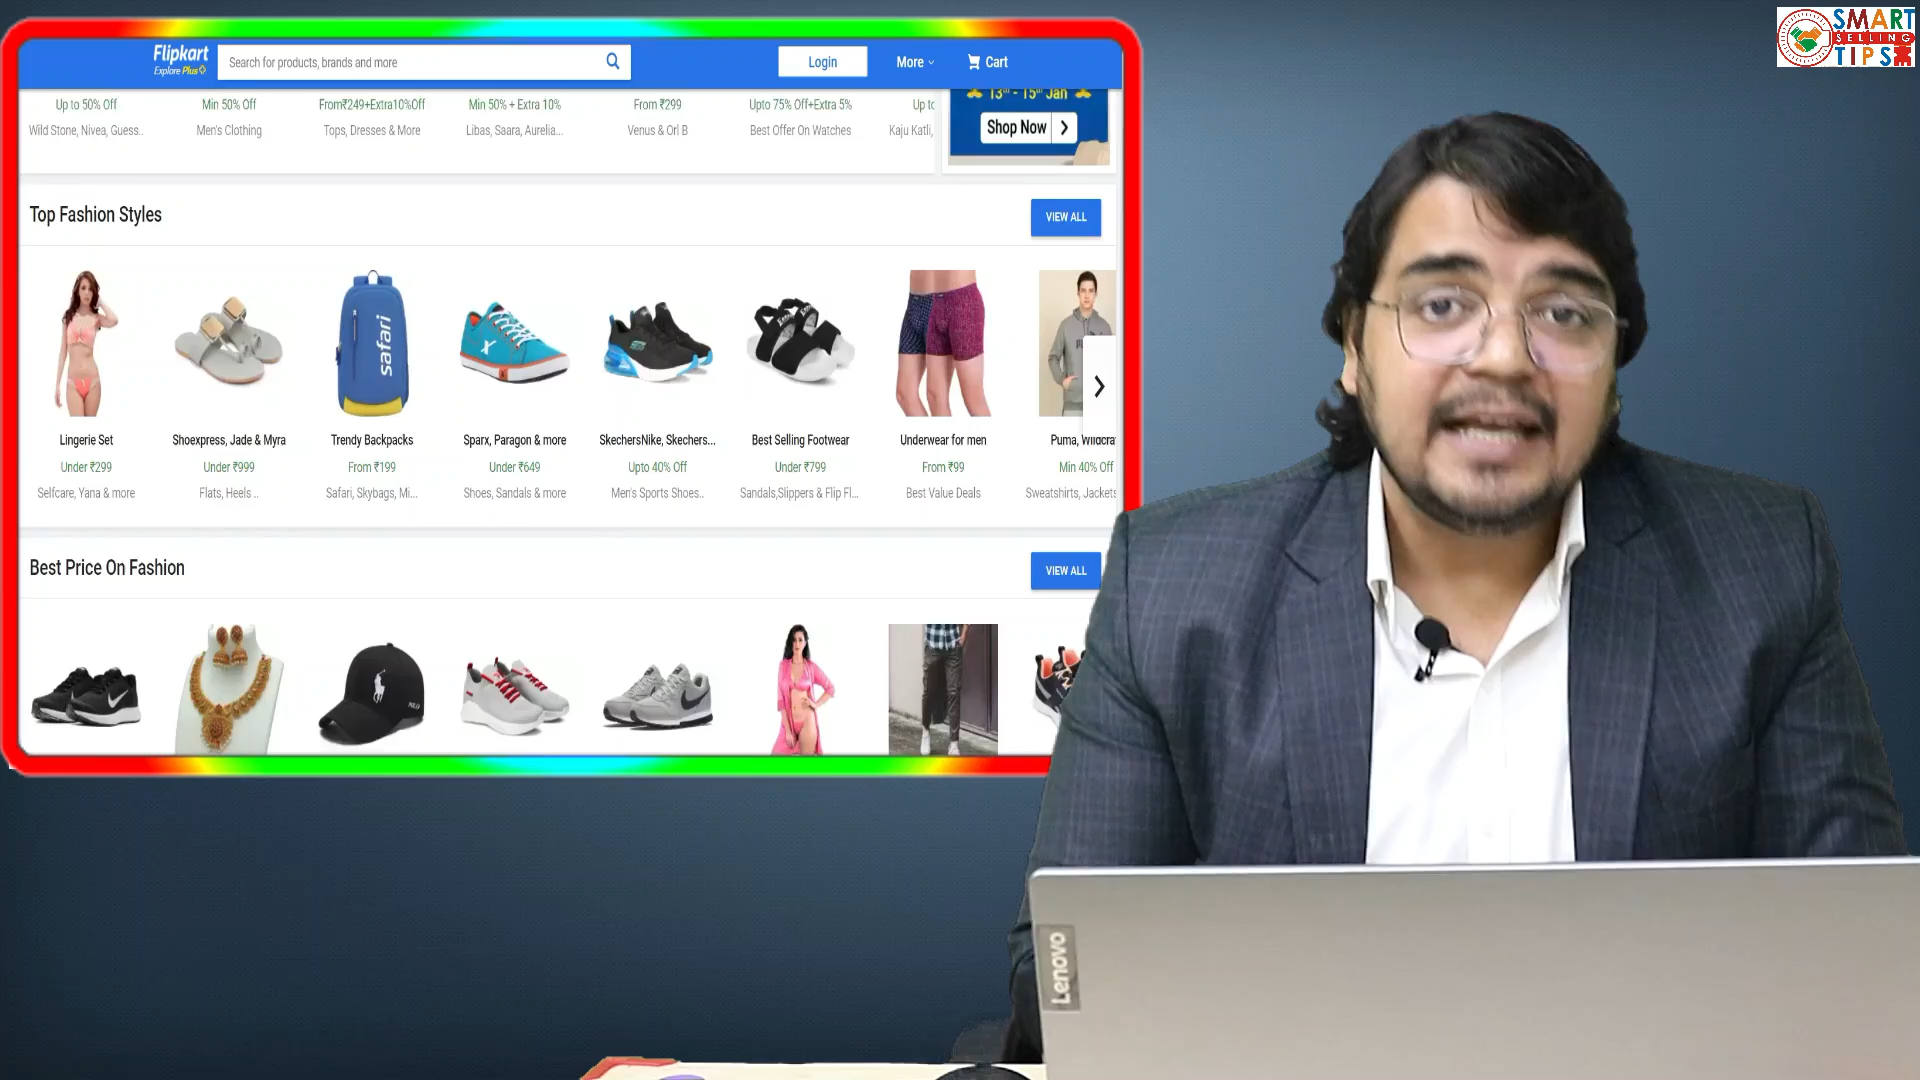 SMART
SELLING
TIPS
Flipkart
Explore Plus
Search for products, brands and more
Login
More
Cart
Up to 50% Off
Min 50% Off
From₹249+Extra10%Off
Min 50% + Extra 10%
From ₹299
Upto 75% Off+Extra 5%
Up to
13th - 15th Jan
Wild Stone, Nivea, Guess..
Men's Clothing
Tops, Dresses & More
Libas, Saara, Aurelia...
Venus & Orl B
Best Offer On Watches
Kaju Katli,
Shop Now
Top Fashion Styles
VIEW ALL
safari
Lingerie Set
Shoexpress, Jade & Myra
Trendy Backpacks
Sparx, Paragon & more
SkechersNike, Skechers...
Best Selling Footwear
Underwear for men
Puma,
Under ₹299
Under ₹999
From ₹199
Under ₹649
Upto 40% Off
Under ₹799
From ₹99
Min 40% Off
Selfcare, Yana & more
Flats, Heels ..
Safari, Skybags, Mi...
Shoes, Sandals & more
Men's Sports Shoes..
Sandals,Slippers & Flip Fl...
Best Value Deals
Sweatshirts, Jackets
Best Price On Fashion
VIEW ALL
Lenovo